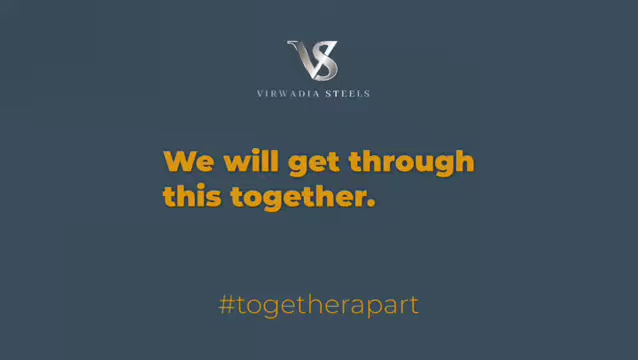 VS
VIRWADIA STEELS
We will get through
this together.
#togetherapart